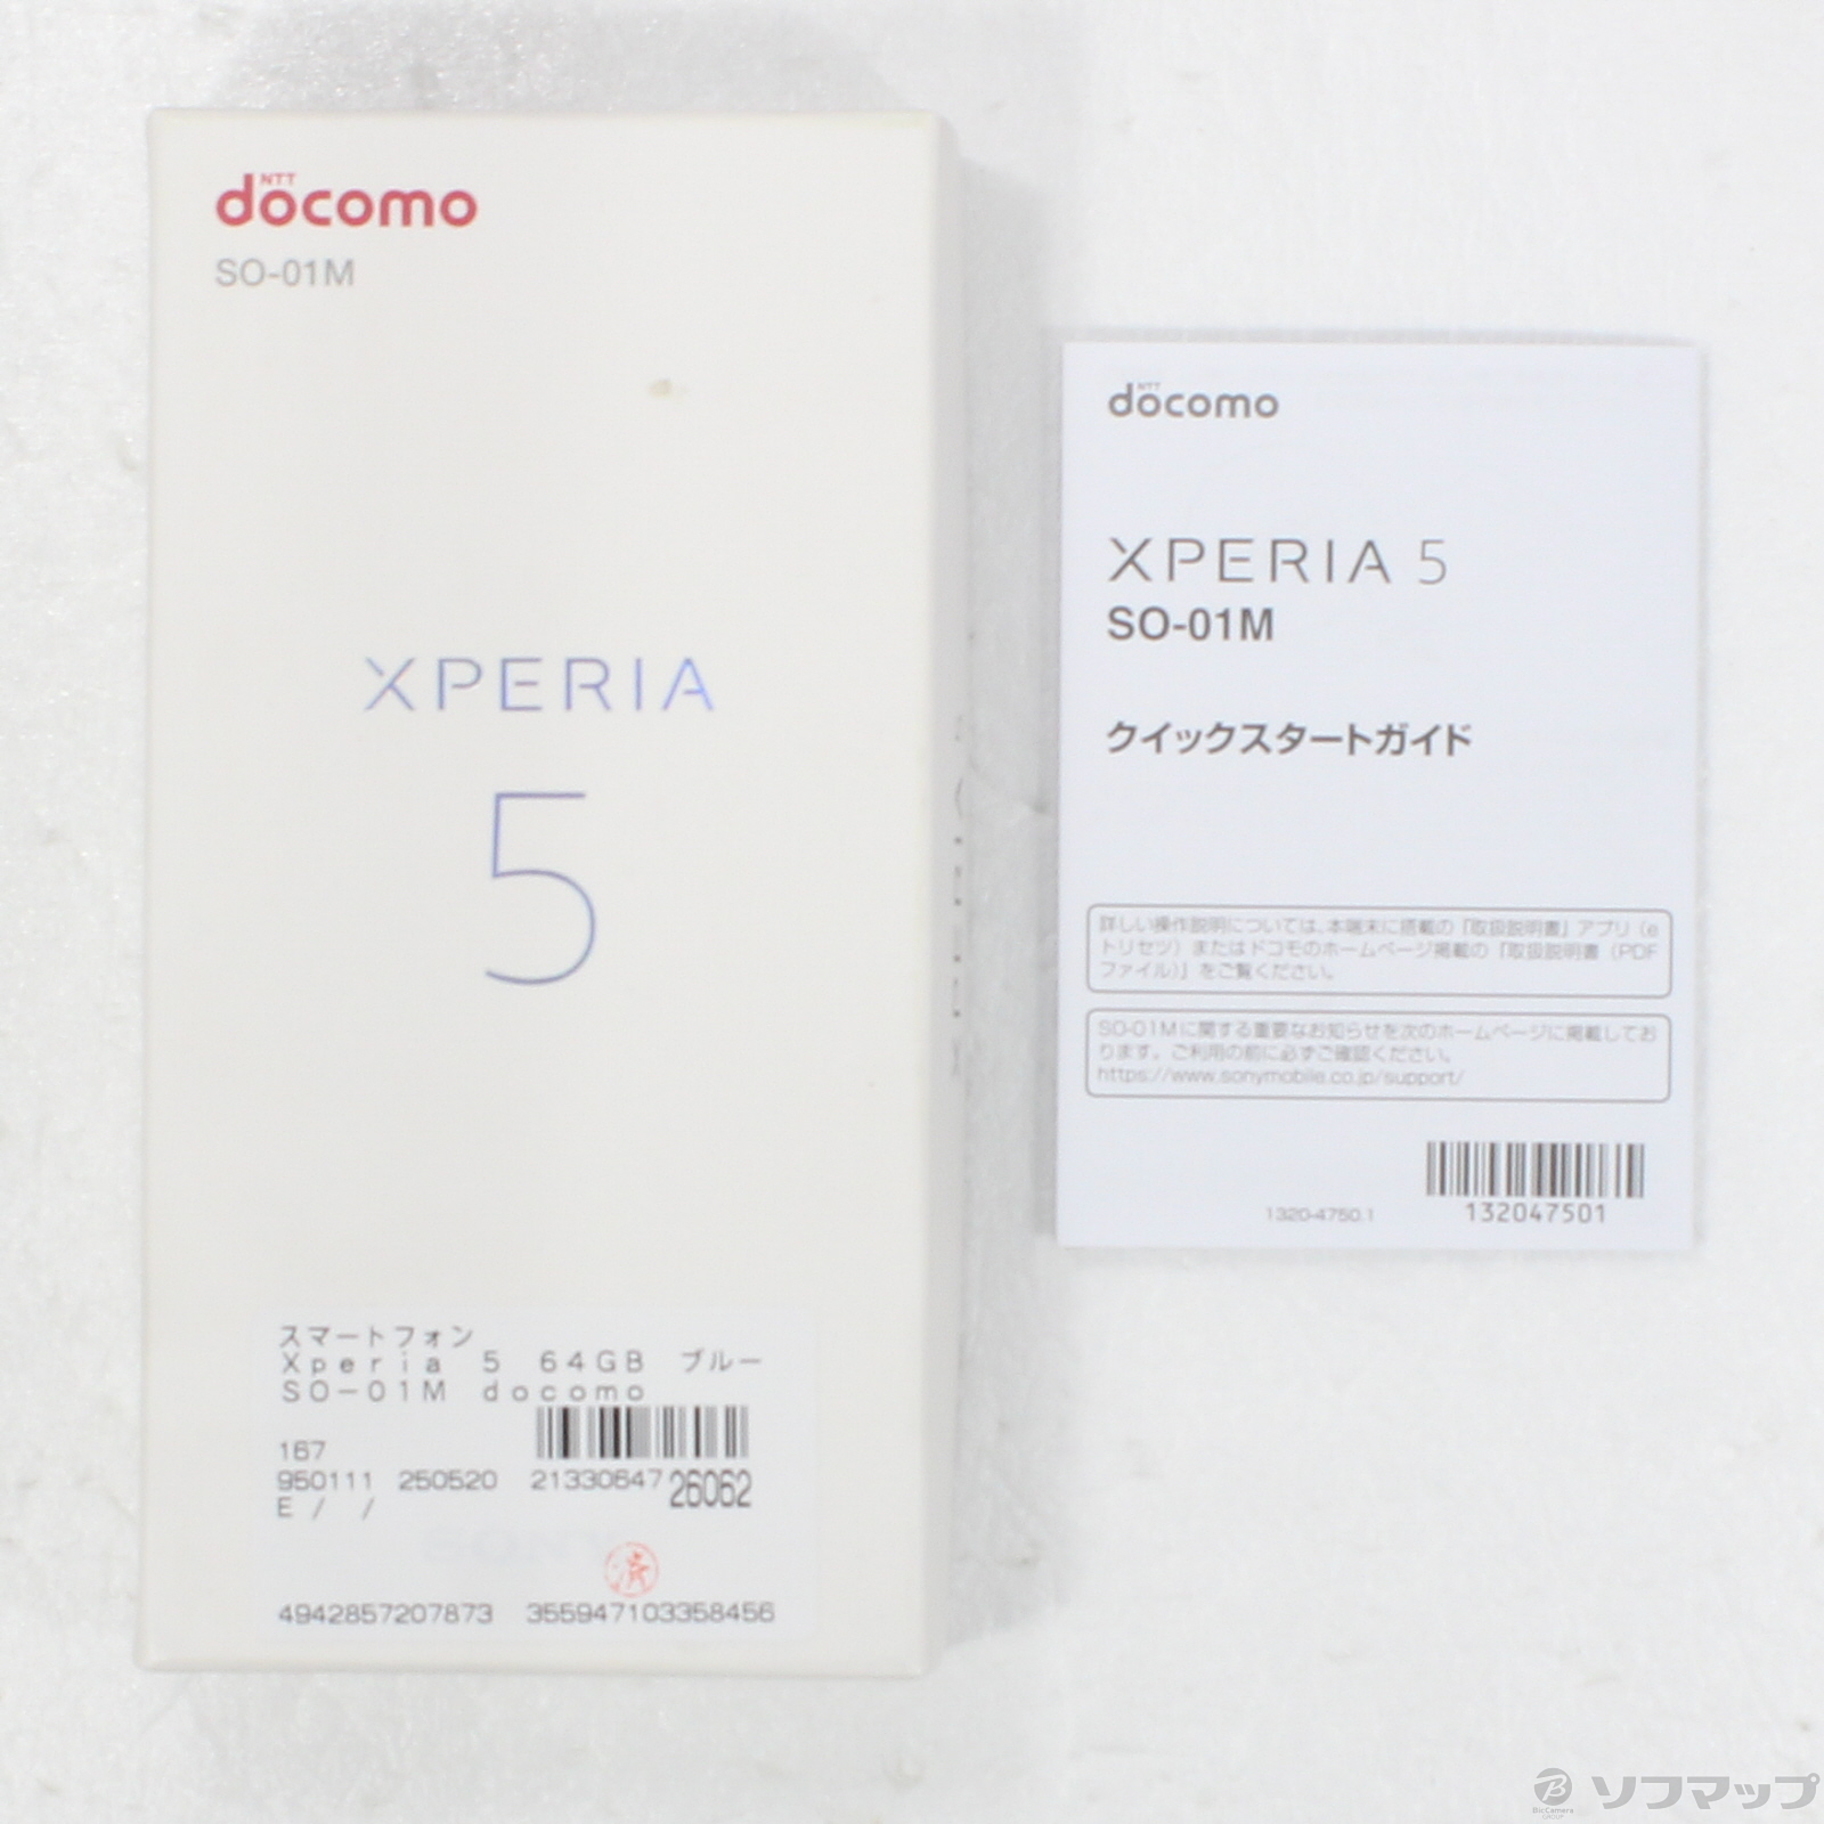 NTT
docomo
SO-01M
XPERIA
5
スマートフォン
Xperia 5 64GB ブルー
SO-01M docomo
167
950111 250520 21330647 26062
E / /
済
4942857207873 355947103358456
NTT
docomo
XPERIA 5
SO-01M
クイックスタートガイド
詳しい操作説明については、本端末に搭載の「取扱説明書」アプリ(e
トリセツ)またはドコモのホームページ掲載の「取扱説明書(PDF
ファイル)」をご覧ください。
SO-01Mに関する重要なお知らせを次のホームページに掲載してお
ります。ご利用の前に必ずご確認ください。
https://www.sonymobile.co.jp/support/
1320-4750.1
132047501
BicCamera
GROUP
ソフマップ